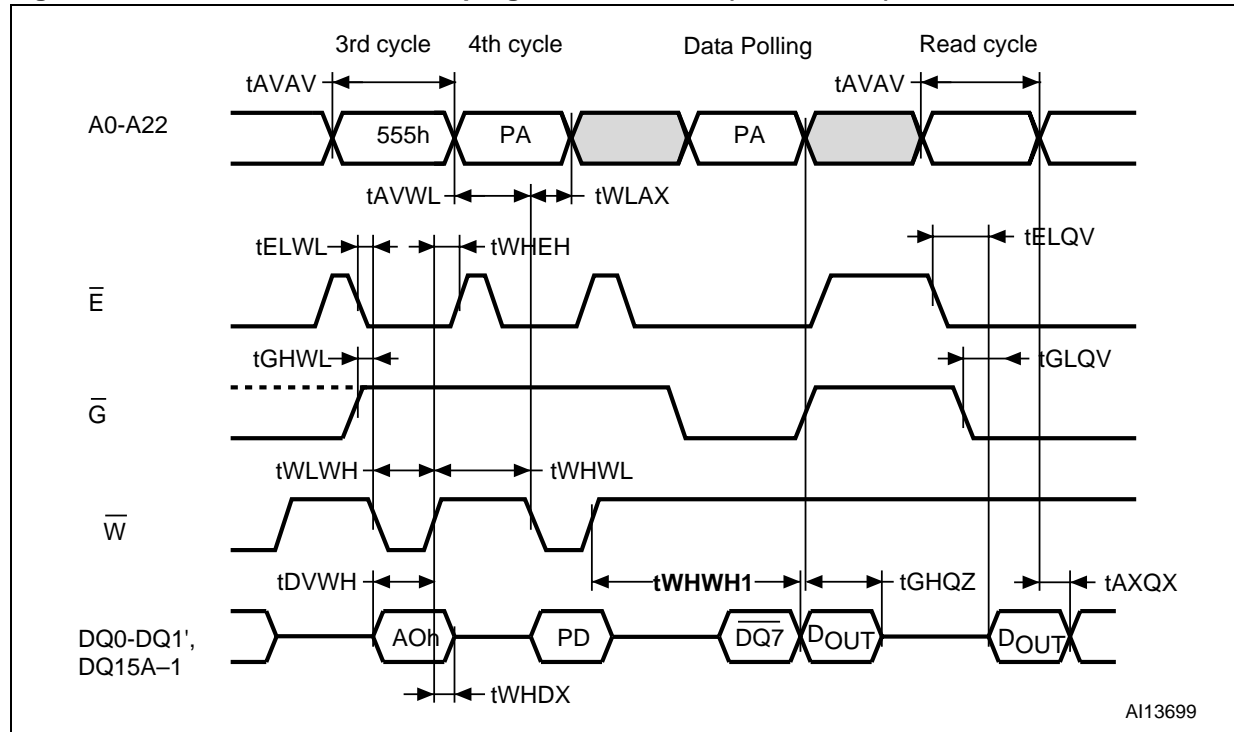 3rd cycle 4th cycle Data Polling Read cycle
tAVAV tAVAV
A0-A22 555h PA PA
tAVWL tWLAX
tELWL tWHEH tELQV
E
tGHWL tGLQV
G
tWLWH tWHWL
W
tDVWH tWHWH1 tGHQZ tAXQX
DQ0-DQ1', AOh PD DQ7 DOUT DOUT
DQ15A–1
tWHDX
AI13699